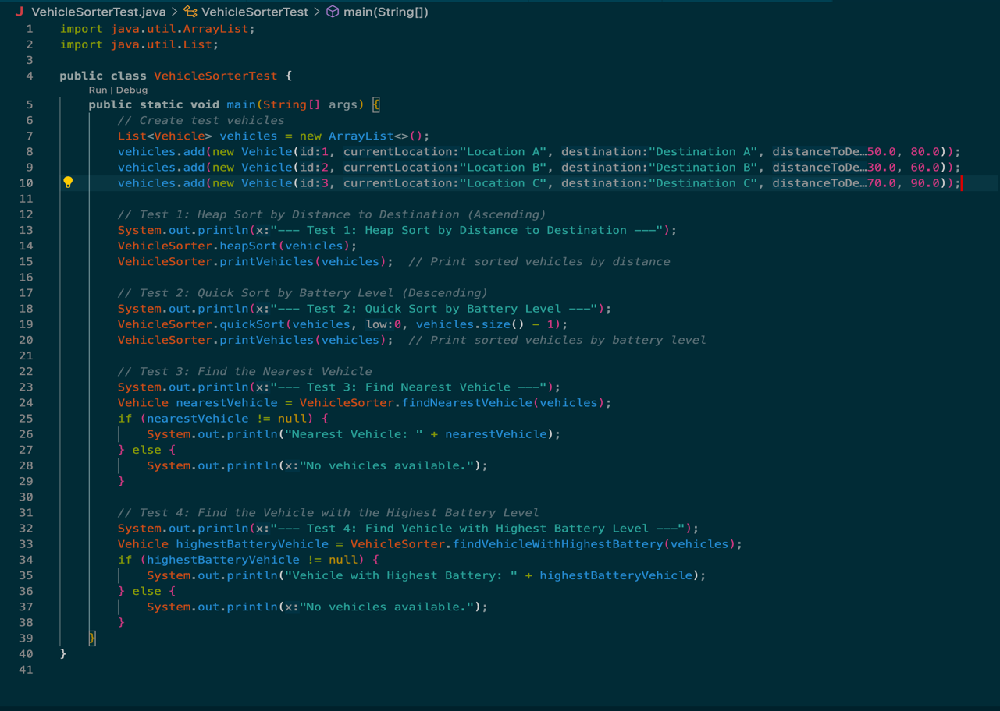 VehicleSorterTest.java > VehicleSorterTest > main(String[])
1 import java.util.ArrayList;
2 import java.util.List;
3
4 public class VehicleSorterTest {
Run | Debug
5 public static void main(String[] args) {
6 // Create test vehicles
7 List<Vehicle> vehicles = new ArrayList<>();
8 vehicles.add(new Vehicle(id:1, currentLocation:"Location A", destination:"Destination A", distanceToDe…50.0, 80.0));
9 vehicles.add(new Vehicle(id:2, currentLocation:"Location B", destination:"Destination B", distanceToDe…30.0, 60.0));
10 vehicles.add(new Vehicle(id:3, currentLocation:"Location C", destination:"Destination C", distanceToDe…70.0, 90.0));
11
12 // Test 1: Heap Sort by Distance to Destination (Ascending)
13 System.out.println(x:"--- Test 1: Heap Sort by Distance to Destination ---");
14 VehicleSorter.heapSort(vehicles);
15 VehicleSorter.printVehicles(vehicles); // Print sorted vehicles by distance
16
17 // Test 2: Quick Sort by Battery Level (Descending)
18 System.out.println(x:"--- Test 2: Quick Sort by Battery Level ---");
19 VehicleSorter.quickSort(vehicles, low:0, vehicles.size() - 1);
20 VehicleSorter.printVehicles(vehicles); // Print sorted vehicles by battery level
21
22 // Test 3: Find the Nearest Vehicle
23 System.out.println(x:"--- Test 3: Find Nearest Vehicle ---");
24 Vehicle nearestVehicle = VehicleSorter.findNearestVehicle(vehicles);
25 if (nearestVehicle != null) {
26 System.out.println("Nearest Vehicle: " + nearestVehicle);
27 } else {
28 System.out.println(x:"No vehicles available.");
29 }
30
31 // Test 4: Find the Vehicle with the Highest Battery Level
32 System.out.println(x:"--- Test 4: Find Vehicle with Highest Battery Level ---");
33 Vehicle highestBatteryVehicle = VehicleSorter.findVehicleWithHighestBattery(vehicles);
34 if (highestBatteryVehicle != null) {
35 System.out.println("Vehicle with Highest Battery: " + highestBatteryVehicle);
36 } else {
37 System.out.println(x:"No vehicles available.");
38 }
39 }
40 }
41